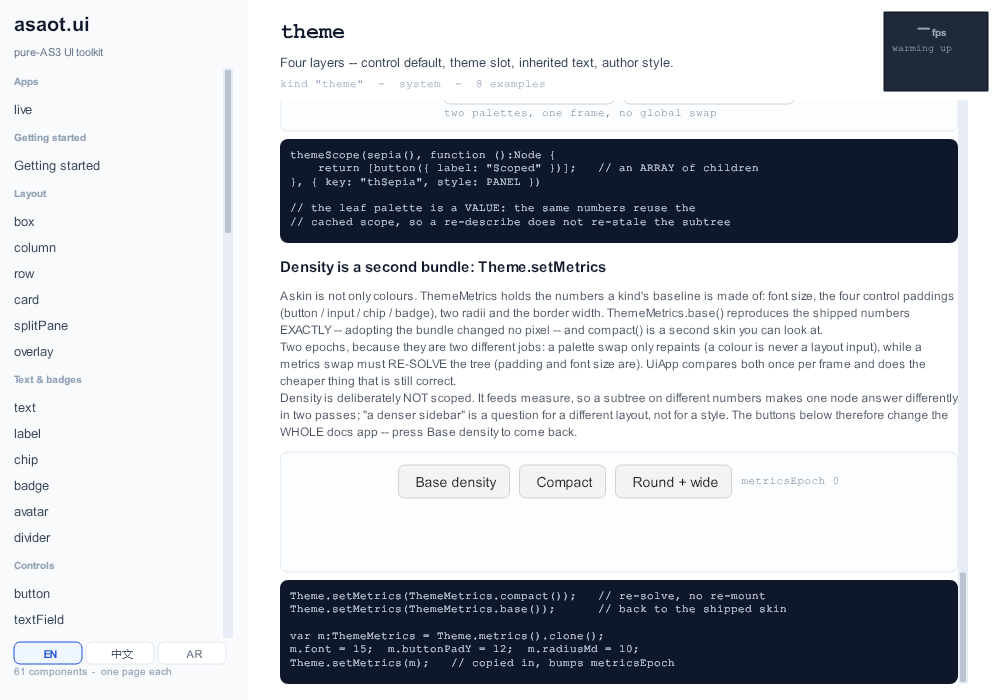 asaot.ui
pure-AS3 UI toolkit
Apps
live
Getting started
Getting started
Layout
box
column
row
card
splitPane
overlay
Text & badges
text
label
chip
badge
avatar
divider
Controls
button
textField
EN
中文
AR
61 components - one page each
theme
Four layers -- control default, theme slot, inherited text, author style.
kind "theme" - system - 8 examples
fps
warming up
two palettes, one frame, no global swap
themeScope(sepia(), function ():Node {
    return [button({ label: "Scoped" })];   // an ARRAY of children
}, { key: "thSepia", style: PANEL })
// the leaf palette is a VALUE: the same numbers reuse the
// cached scope, so a re-describe does not re-stale the subtree
Density is a second bundle: Theme.setMetrics
A skin is not only colours. ThemeMetrics holds the numbers a kind's baseline is made of: font size, the four control paddings
(button / input / chip / badge), two radii and the border width. ThemeMetrics.base() reproduces the shipped numbers
EXACTLY -- adopting the bundle changed no pixel -- and compact() is a second skin you can look at.
Two epochs, because they are two different jobs: a palette swap only repaints (a colour is never a layout input), while a
metrics swap must RE-SOLVE the tree (padding and font size are). UiApp compares both once per frame and does the
cheaper thing that is still correct.
Density is deliberately NOT scoped. It feeds measure, so a subtree on different numbers makes one node answer differently
in two passes; "a denser sidebar" is a question for a different layout, not for a style. The buttons below therefore change the
WHOLE docs app -- press Base density to come back.
Base density
Compact
Round + wide
metricsEpoch 0
Theme.setMetrics(ThemeMetrics.compact());   // re-solve, no re-mount
Theme.setMetrics(ThemeMetrics.base());      // back to the shipped skin
var m:ThemeMetrics = Theme.metrics().clone();
m.font = 15;  m.buttonPadY = 12;  m.radiusMd = 10;
Theme.setMetrics(m);   // copied in, bumps metricsEpoch